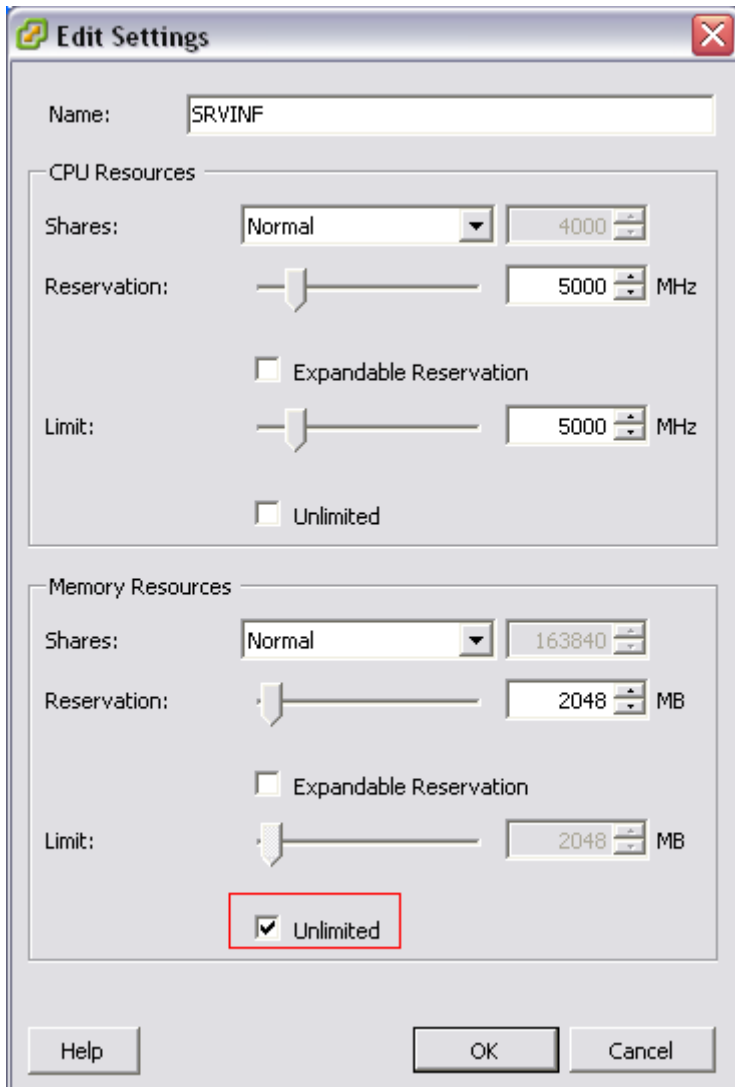 Edit Settings
Name: SRVINF
CPU Resources
Shares: Normal 4000
Reservation: 5000 MHz
Expandable Reservation
Limit: 5000 MHz
Unlimited
Memory Resources
Shares: Normal 163840
Reservation: 2048 MB
Expandable Reservation
Limit: 2048 MB
Unlimited
Help OK Cancel